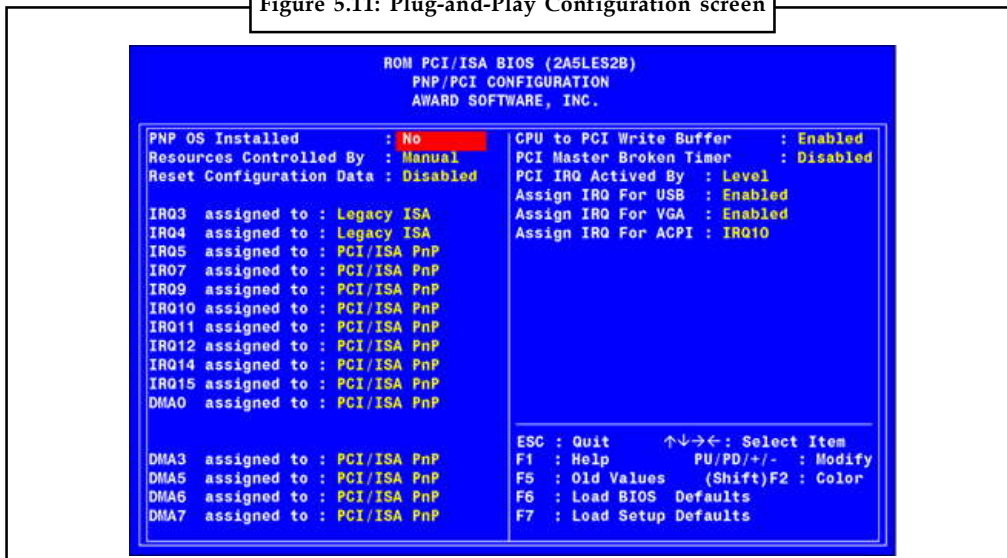 Figure 5.11: Plug-and-Play Configuration screen
ROM PCI/ISA BIOS (2A5LES2B)
PNP/PCI CONFIGURATION
AWARD SOFTWARE, INC.
PNP OS Installed : No
Resources Controlled By : Manual
Reset Configuration Data : Disabled
IRQ3 assigned to : Legacy ISA
IRQ4 assigned to : Legacy ISA
IRQ5 assigned to : PCI/ISA PnP
IRQ7 assigned to : PCI/ISA PnP
IRQ9 assigned to : PCI/ISA PnP
IRQ10 assigned to : PCI/ISA PnP
IRQ11 assigned to : PCI/ISA PnP
IRQ12 assigned to : PCI/ISA PnP
IRQ14 assigned to : PCI/ISA PnP
IRQ15 assigned to : PCI/ISA PnP
DMA0 assigned to : PCI/ISA PnP
DMA3 assigned to : PCI/ISA PnP
DMA5 assigned to : PCI/ISA PnP
DMA6 assigned to : PCI/ISA PnP
DMA7 assigned to : PCI/ISA PnP
CPU to PCI Write Buffer : Enabled
PCI Master Broken Timer : Disabled
PCI IRQ Actived By : Level
Assign IRQ For USB : Enabled
Assign IRQ For VGA : Enabled
Assign IRQ For ACPI : IRQ10
ESC : Quit ↑↓→← : Select Item
F1 : Help PU/PD/+/- : Modify
F5 : Old Values (Shift)F2 : Color
F6 : Load BIOS Defaults
F7 : Load Setup Defaults